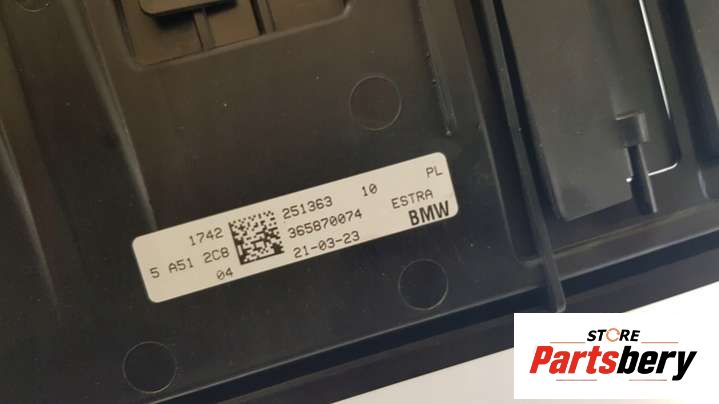 1742 251363 10 PL
5 A51 2C8 365870074 ESTRA
04 21-03-23 BMW
STORE
Partsbery